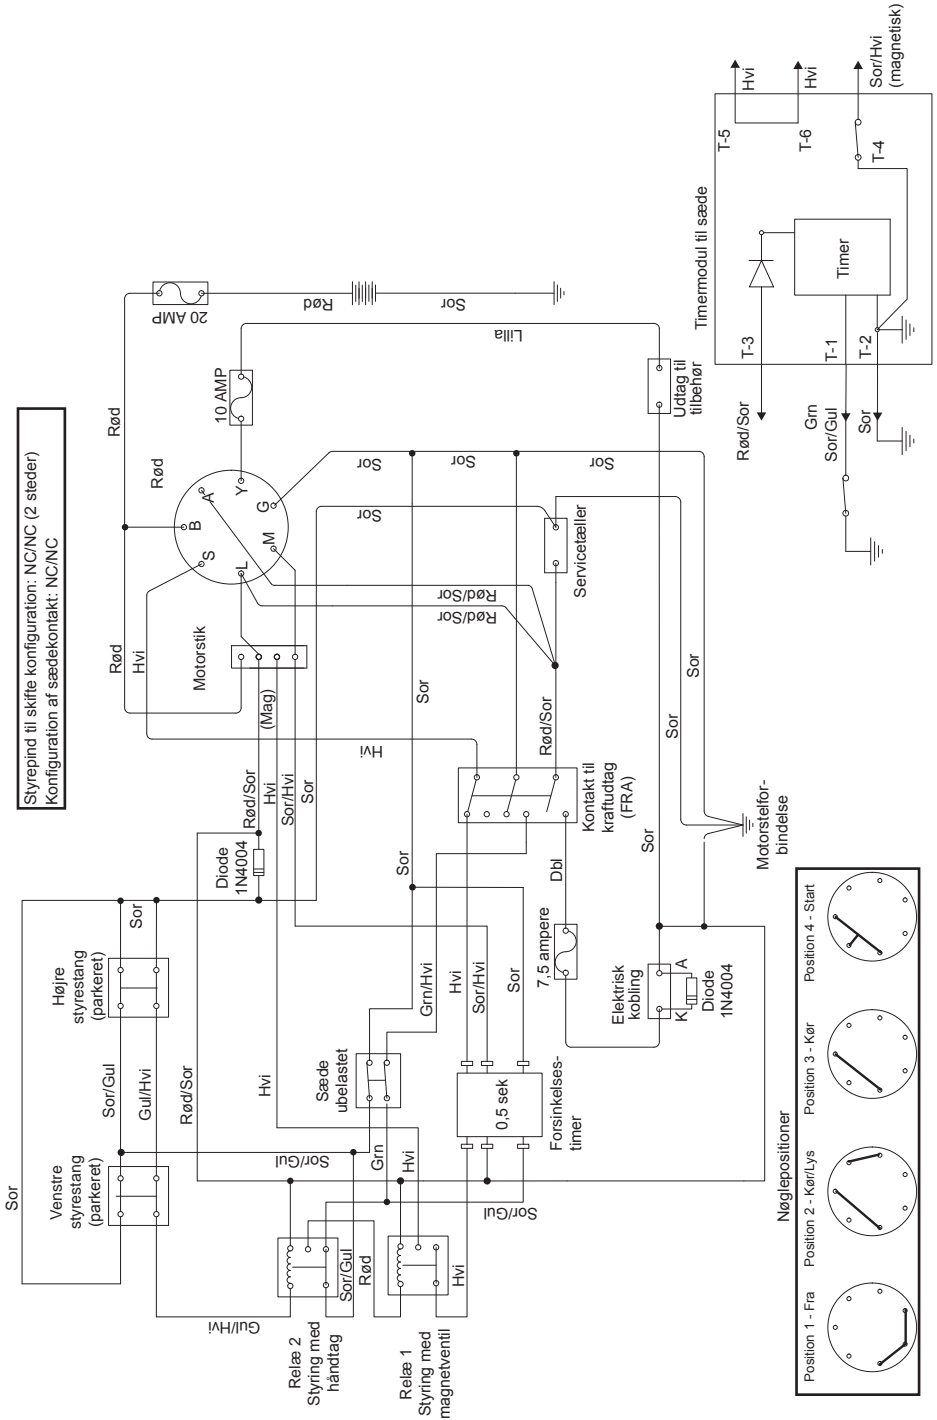 Styrepind til skifte konfiguration: NC/NC (2 steder)
Konfiguration af sædekontakt: NC/NC
Sor
Venstre
styrestang
(parkeret)
Højre
styrestang
(parkeret)
Sor/Gul
Gul/Hvi
Sor
Rød/Sor
Diode
1N4004
Rød/Sor
Hvi
Sor/Hvi
Sor
(Mag)
Motorstik
Rød
Hvi
Rød
Rød
20 AMP
Rød
Sor
10 AMP
Lilla
S
B
A
Y
L
M
G
Sor
Sor
Sor
Sor
Rød/Sor
Rød/Sor
Servicetæller
Udtag til
tilbehør
Hvi
Sor
Sor
Sor
Rød/Sor
Kontakt til
kraftudtag
(FRA)
Sor
Grn/Hvi
Hvi
Sor/Hvi
Sor
Dbl
7,5 ampere
Sor
Hvi
Sæde
ubelastet
Sor/Gul
Grn
Hvi
0,5 sek
Forsinkelses-
timer
Elektrisk
kobling
K
A
Diode
1N4004
Motorstelfor-
bindelse
Sor/Gul
Sor/Gul
Rød
Hvi
Gul/Hvi
Relæ 2
Styring med
håndtag
Relæ 1
Styring med
magnetventil
Timermodul til sæde
T-5
T-6
T-4
Hvi
Hvi
Sor/Hvi
(magnetisk)
T-3
T-1
T-2
Timer
Rød/Sor
Grn
Sor/Gul
Sor
Nøglepositioner
Position 1 - Fra
Position 2 - Kør/Lys
Position 3 - Kør
Position 4 - Start